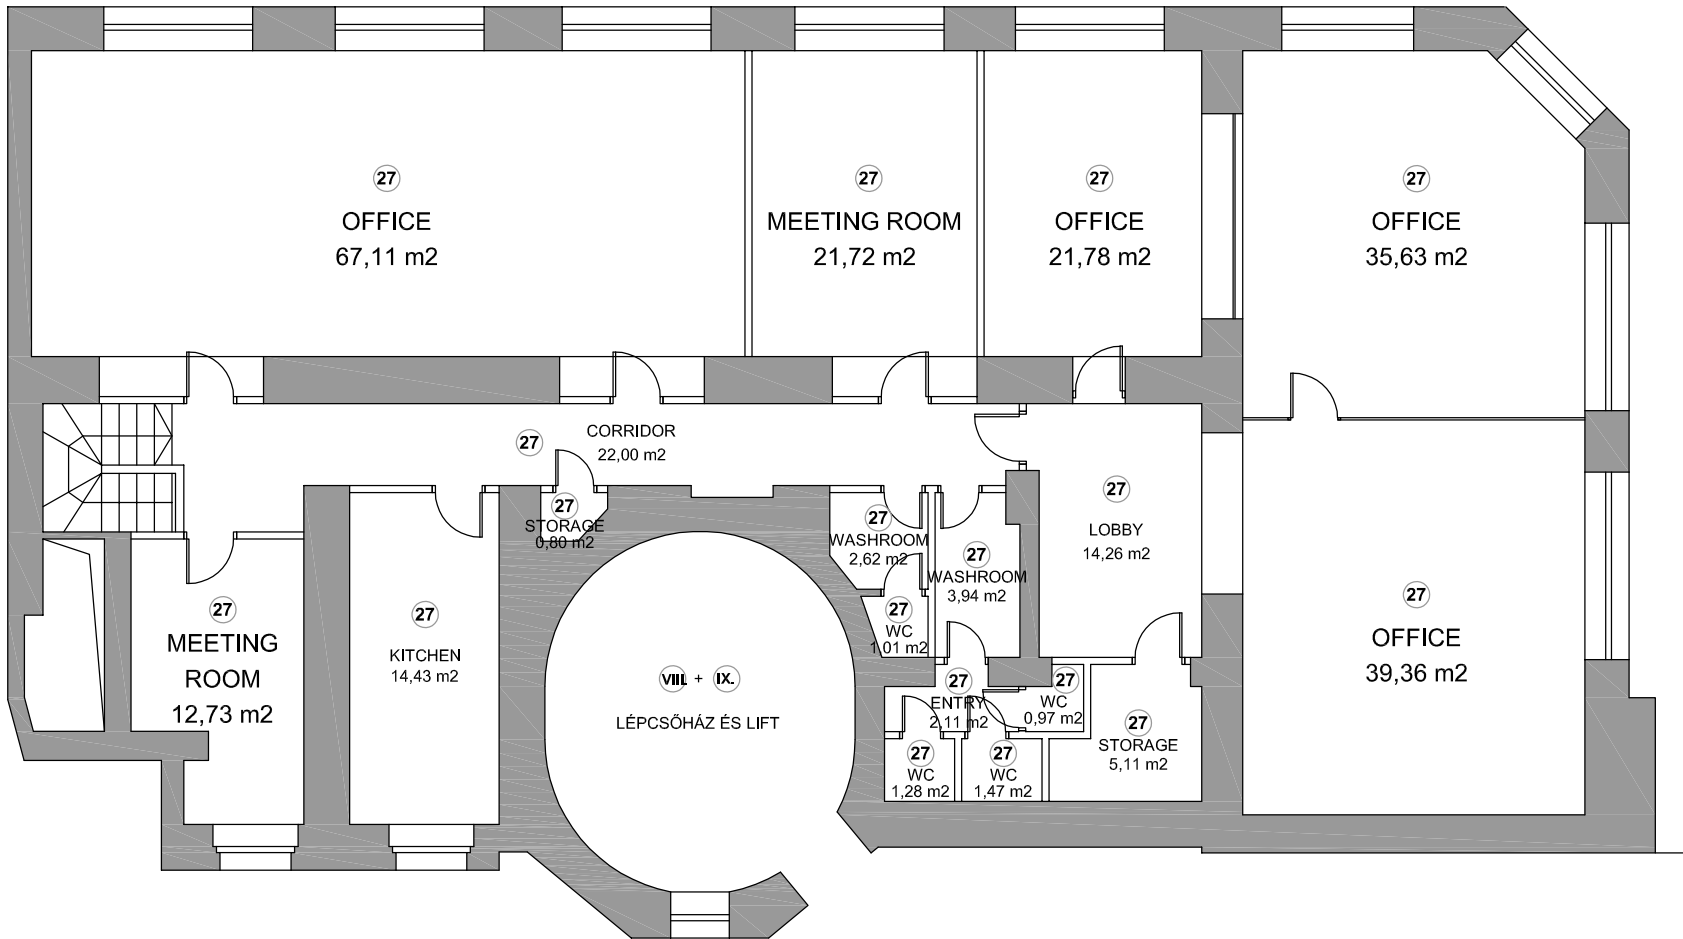 27
OFFICE
67,11 m2
27
MEETING ROOM
21,72 m2
27
OFFICE
21,78 m2
27
OFFICE
35,63 m2
27
CORRIDOR
22,00 m2
27
STORAGE
0,80 m2
27
WASHROOM
2,62 m2
27
WASHROOM
3,94 m2
27
LOBBY
14,26 m2
27
MEETING
ROOM
12,73 m2
27
KITCHEN
14,43 m2
27
WC
1,01 m2
27
OFFICE
39,36 m2
VIII. + IX.
LÉPCSŐHÁZ ÉS LIFT
27
ENTRY
2,11 m2
27
WC
0,97 m2
27
STORAGE
5,11 m2
27
WC
1,28 m2
27
WC
1,47 m2